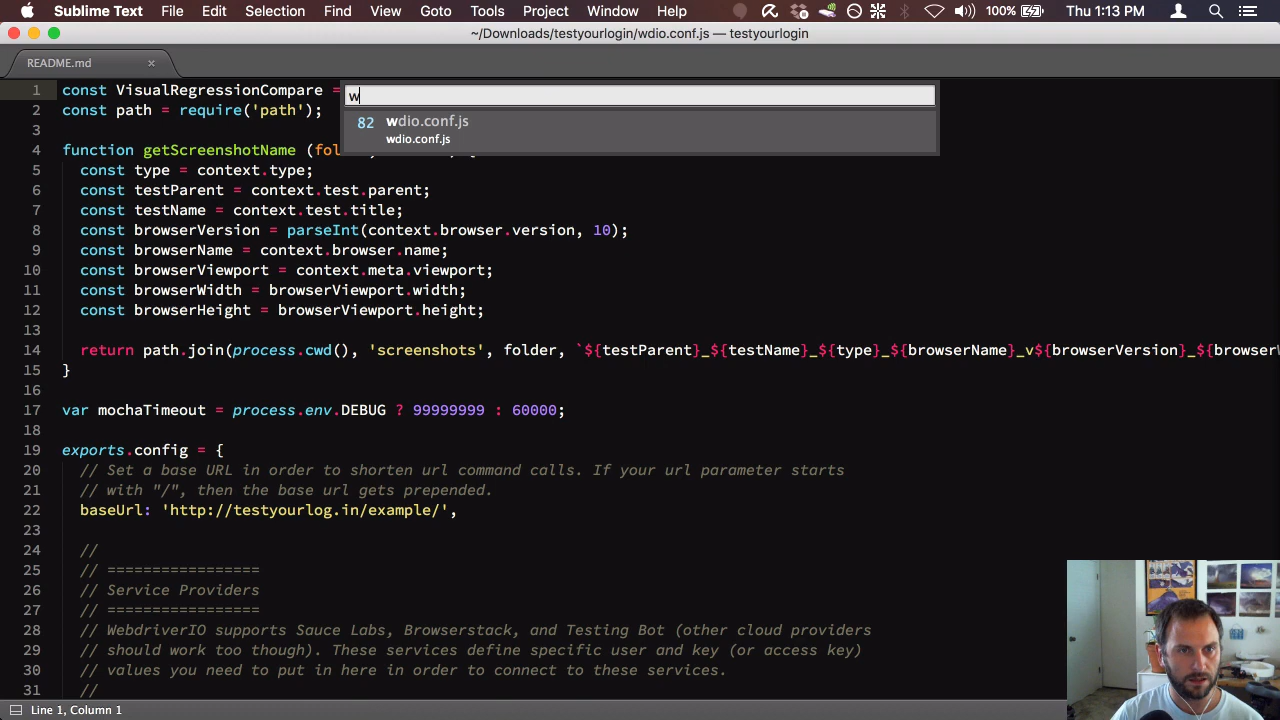 Sublime Text File Edit Selection Find View Goto Tools Project Window Help 100% Thu 1:13 PM
~/Downloads/testyourlogin/wdio.conf.js — testyourlogin
README.md ×
w
82 wdio.conf.js
wdio.conf.js
1 const VisualRegressionCompare =
2 const path = require('path');
3
4 function getScreenshotName (fol
5 const type = context.type;
6 const testParent = context.test.parent;
7 const testName = context.test.title;
8 const browserVersion = parseInt(context.browser.version, 10);
9 const browserName = context.browser.name;
10 const browserViewport = context.meta.viewport;
11 const browserWidth = browserViewport.width;
12 const browserHeight = browserViewport.height;
13
14 return path.join(process.cwd(), 'screenshots', folder, `${testParent}_${testName}_${type}_${browserName}_v${browserVersion}_${browserW
15 }
16
17 var mochaTimeout = process.env.DEBUG ? 99999999 : 60000;
18
19 exports.config = {
20 // Set a base URL in order to shorten url command calls. If your url parameter starts
21 // with "/", then the base url gets prepended.
22 baseUrl: 'http://testyourlog.in/example/',
23
24 //
25 // =================
26 // Service Providers
27 // =================
28 // WebdriverIO supports Sauce Labs, Browserstack, and Testing Bot (other cloud providers
29 // should work too though). These services define specific user and key (or access key)
30 // values you need to put in here in order to connect to these services.
31 //
Line 1, Column 1